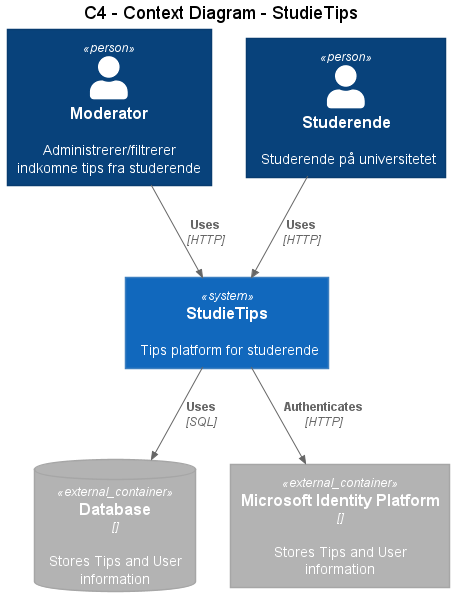 C4 - Context Diagram - StudieTips
«person»
Moderator
Administrerer/filtrerer
indkomne tips fra studerende
«person»
Studerende
Studerende på universitetet
Uses
[HTTP]
Uses
[HTTP]
«system»
StudieTips
Tips platform for studerende
Uses
[SQL]
Authenticates
[HTTP]
«external_container»
Database
[]
Stores Tips and User
information
«external_container»
Microsoft Identity Platform
[]
Stores Tips and User
information